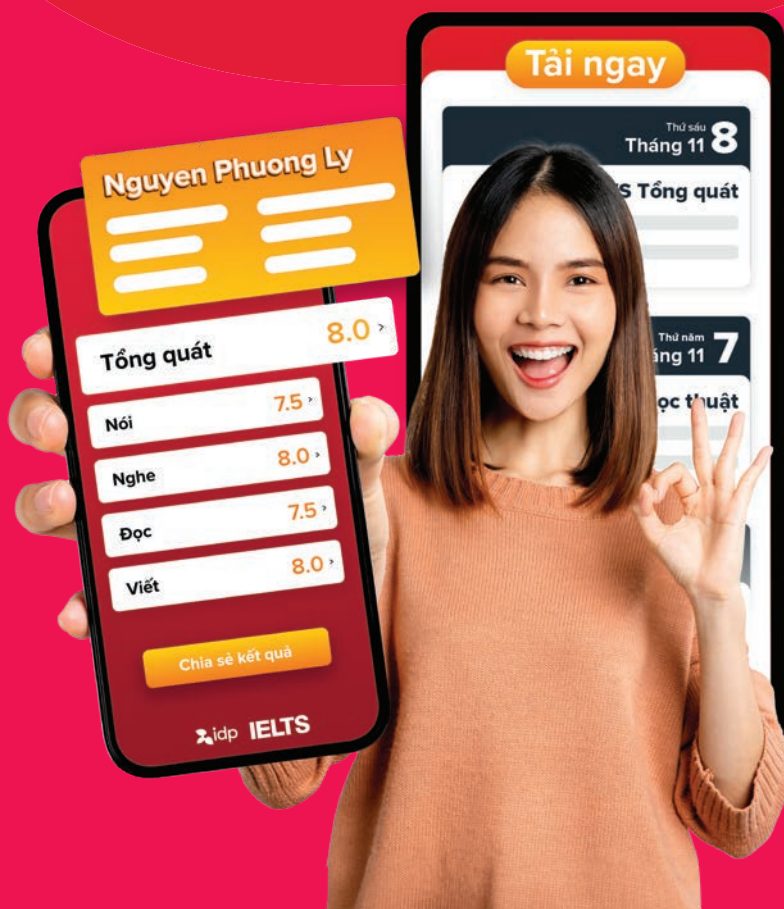 Nguyen Phuong Ly
Tổng quát 8.0
Nói 7.5
Nghe 8.0
Đọc 7.5
Viết 8.0
Chia sẻ kết quả
idp IELTS
Tải ngay
Thứ sáu
Tháng 11 8
S Tổng quát
Thứ năm
áng 11 7
ọc thuật